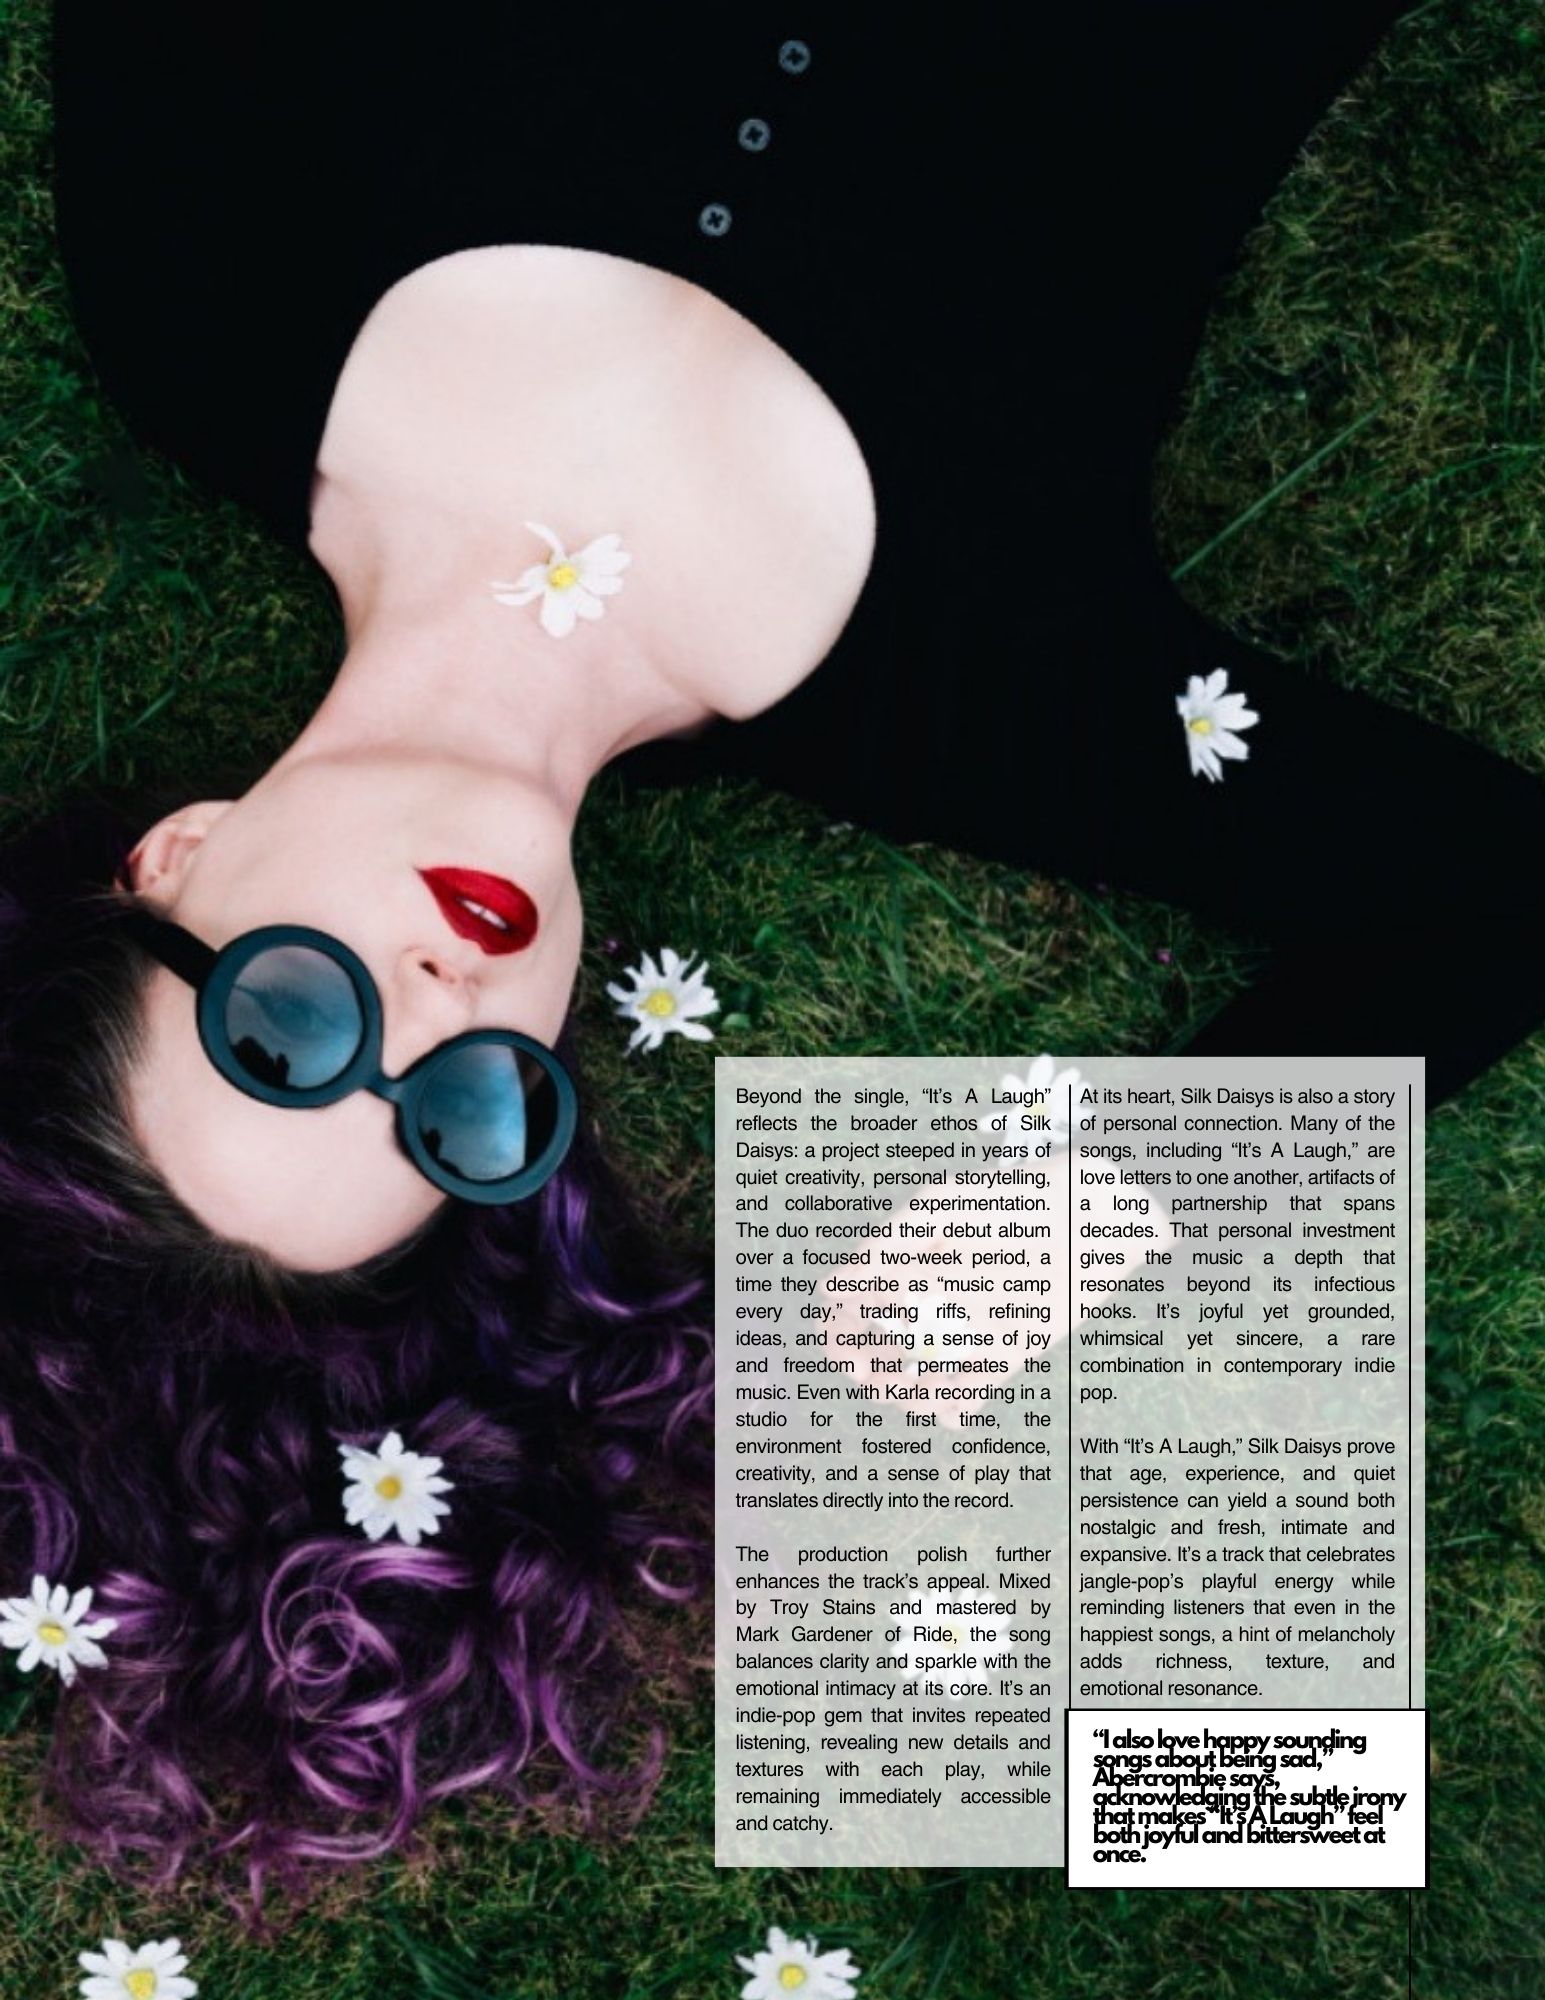 Beyond the single, “It’s A Laugh”
reflects the broader ethos of Silk
Daisys: a project steeped in years of
quiet creativity, personal storytelling,
and collaborative experimentation.
The duo recorded their debut album
over a focused two-week period, a
time they describe as “music camp
every day,” trading riffs, refining
ideas, and capturing a sense of joy
and freedom that permeates the
music. Even with Karla recording in a
studio for the first time, the
environment fostered confidence,
creativity, and a sense of play that
translates directly into the record.
The production polish further
enhances the track’s appeal. Mixed
by Troy Stains and mastered by
Mark Gardener of Ride, the song
balances clarity and sparkle with the
emotional intimacy at its core. It’s an
indie-pop gem that invites repeated
listening, revealing new details and
textures with each play, while
remaining immediately accessible
and catchy.
At its heart, Silk Daisys is also a story
of personal connection. Many of the
songs, including “It’s A Laugh,” are
love letters to one another, artifacts of
a long partnership that spans
decades. That personal investment
gives the music a depth that
resonates beyond its infectious
hooks. It’s joyful yet grounded,
whimsical yet sincere, a rare
combination in contemporary indie
pop.
With “It’s A Laugh,” Silk Daisys prove
that age, experience, and quiet
persistence can yield a sound both
nostalgic and fresh, intimate and
expansive. It’s a track that celebrates
jangle-pop’s playful energy while
reminding listeners that even in the
happiest songs, a hint of melancholy
adds richness, texture, and
emotional resonance.
“I also love happy sounding
songs about being sad,”
Abercrombie says,
acknowledging the subtle irony
that makes “It’s A Laugh” feel
both joyful and bittersweet at
once.